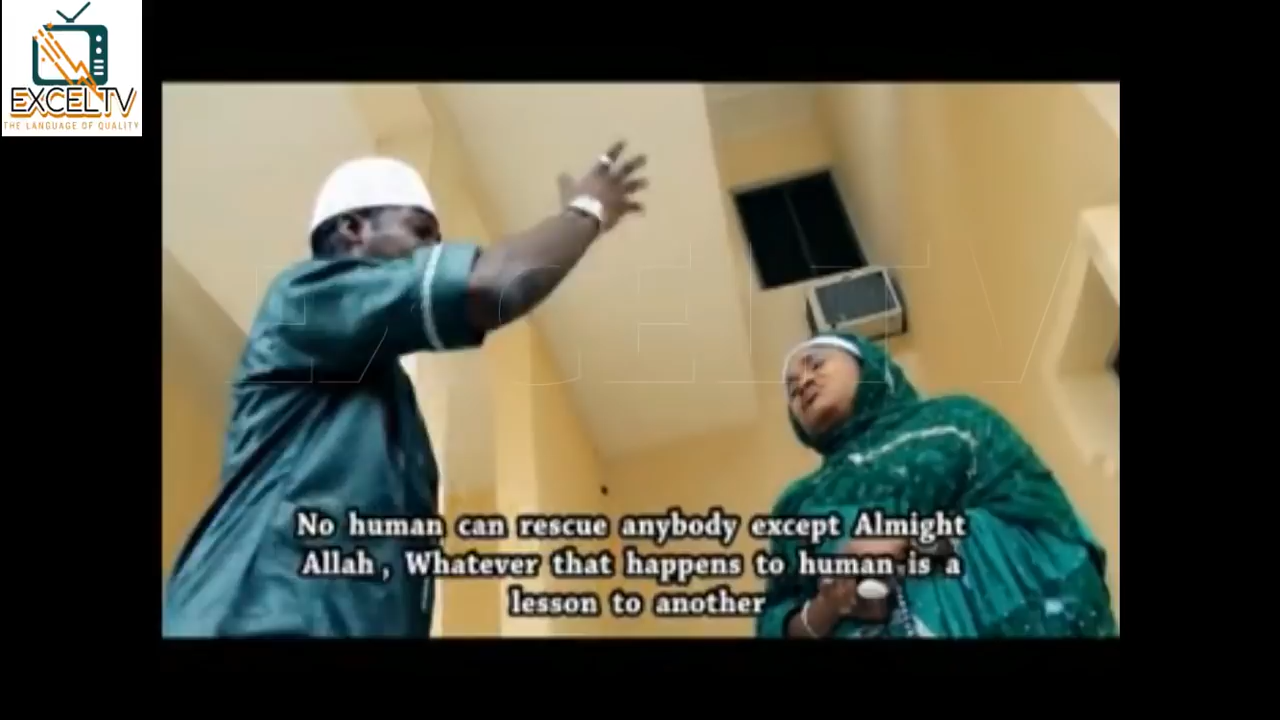 EXCELTV
THE LANGUAGE OF QUALITY
EXCELTV
No human can rescue anybody except Almight
Allah , Whatever that happens to human is a
lesson to another